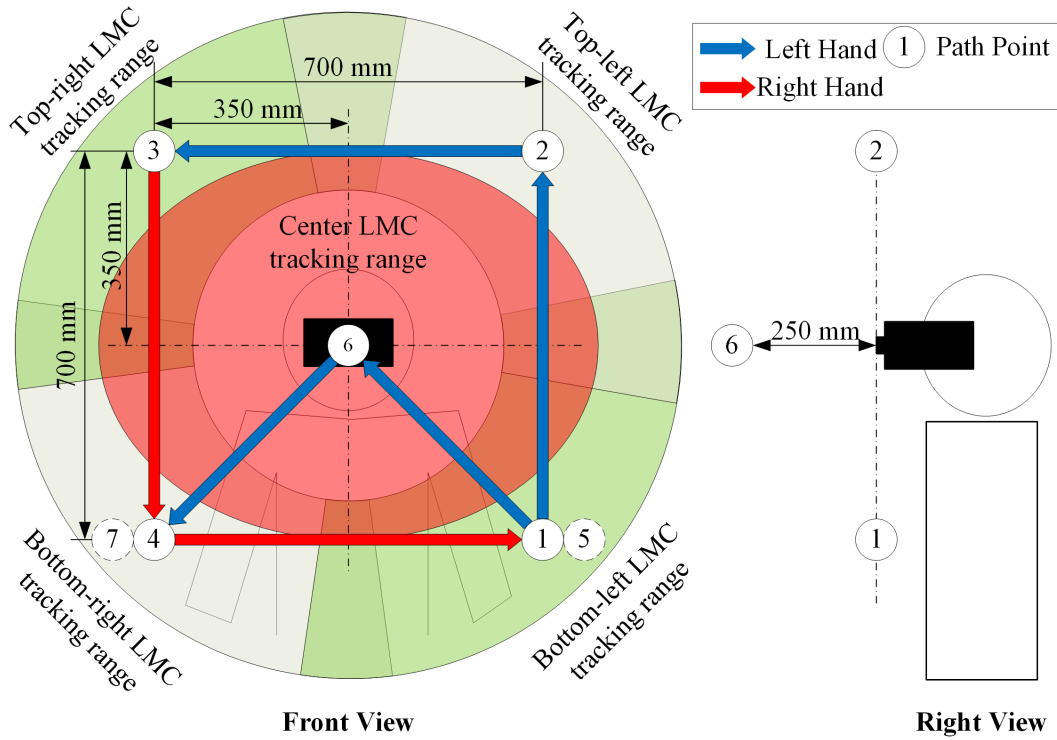 Top-right LMC
tracking range
700 mm
350 mm
Top-left LMC
tracking range
Left Hand
1
Path Point
Right Hand
3
2
2
350 mm
700 mm
Center LMC
tracking range
6
6
250 mm
7
4
1
5
1
Bottom-right LMC
tracking range
Bottom-left LMC
tracking range
Front View
Right View